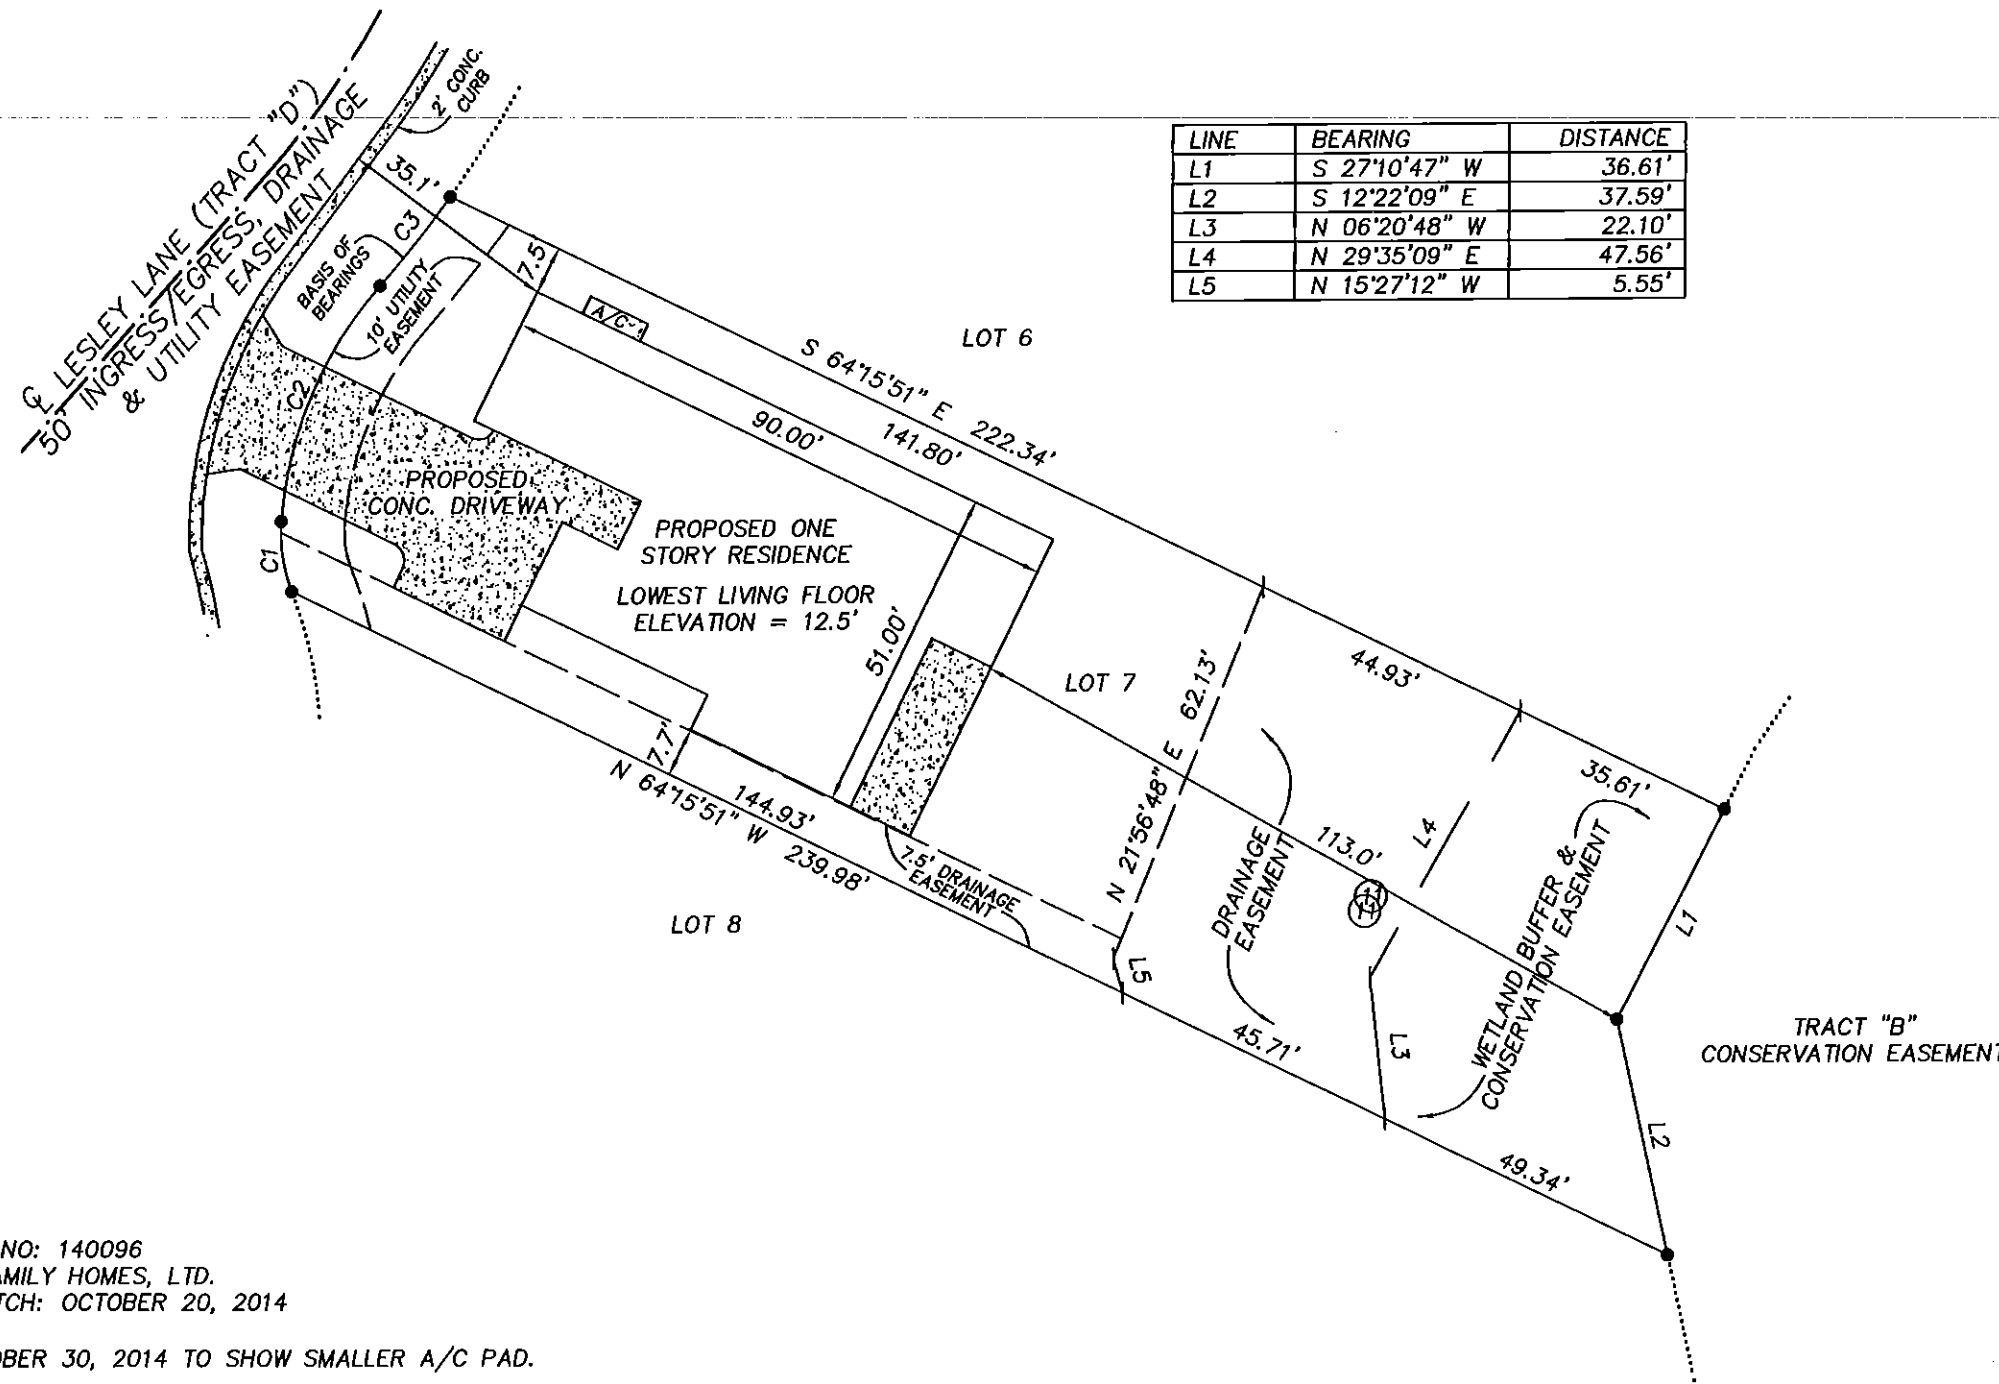 ℄ LESLEY LANE (TRACT "D")
50' INGRESS/EGRESS, DRAINAGE
& UTILITY EASEMENT
2' CONC.
CURB
35.1'
C3
BASIS OF
BEARINGS
10' UTILITY
EASEMENT
7.5'
A/C
C2
C1
PROPOSED
CONC. DRIVEWAY
LINE BEARING DISTANCE
L1 S 27°10'47" W 36.61'
L2 S 12°22'09" E 37.59'
L3 N 06°20'48" W 22.10'
L4 N 29°35'09" E 47.56'
L5 N 15°27'12" W 5.55'
LOT 6
S 64°15'51" E 222.34'
141.80'
90.00'
PROPOSED ONE
STORY RESIDENCE
LOWEST LIVING FLOOR
ELEVATION = 12.5'
51.00'
LOT 7
7.7'
N 64°15'51" W 239.98'
144.93'
7.5' DRAINAGE
EASEMENT
LOT 8
N 21°56'48" E 62.13'
L5
44.93'
35.61'
DRAINAGE
EASEMENT
113.0'
L4
11
11
L3
45.71'
WETLAND BUFFER &
CONSERVATION EASEMENT
L1
L2
49.34'
TRACT "B"
CONSERVATION EASEMENT
NO: 140096
AMILY HOMES, LTD.
TCH: OCTOBER 20, 2014
OBER 30, 2014 TO SHOW SMALLER A/C PAD.